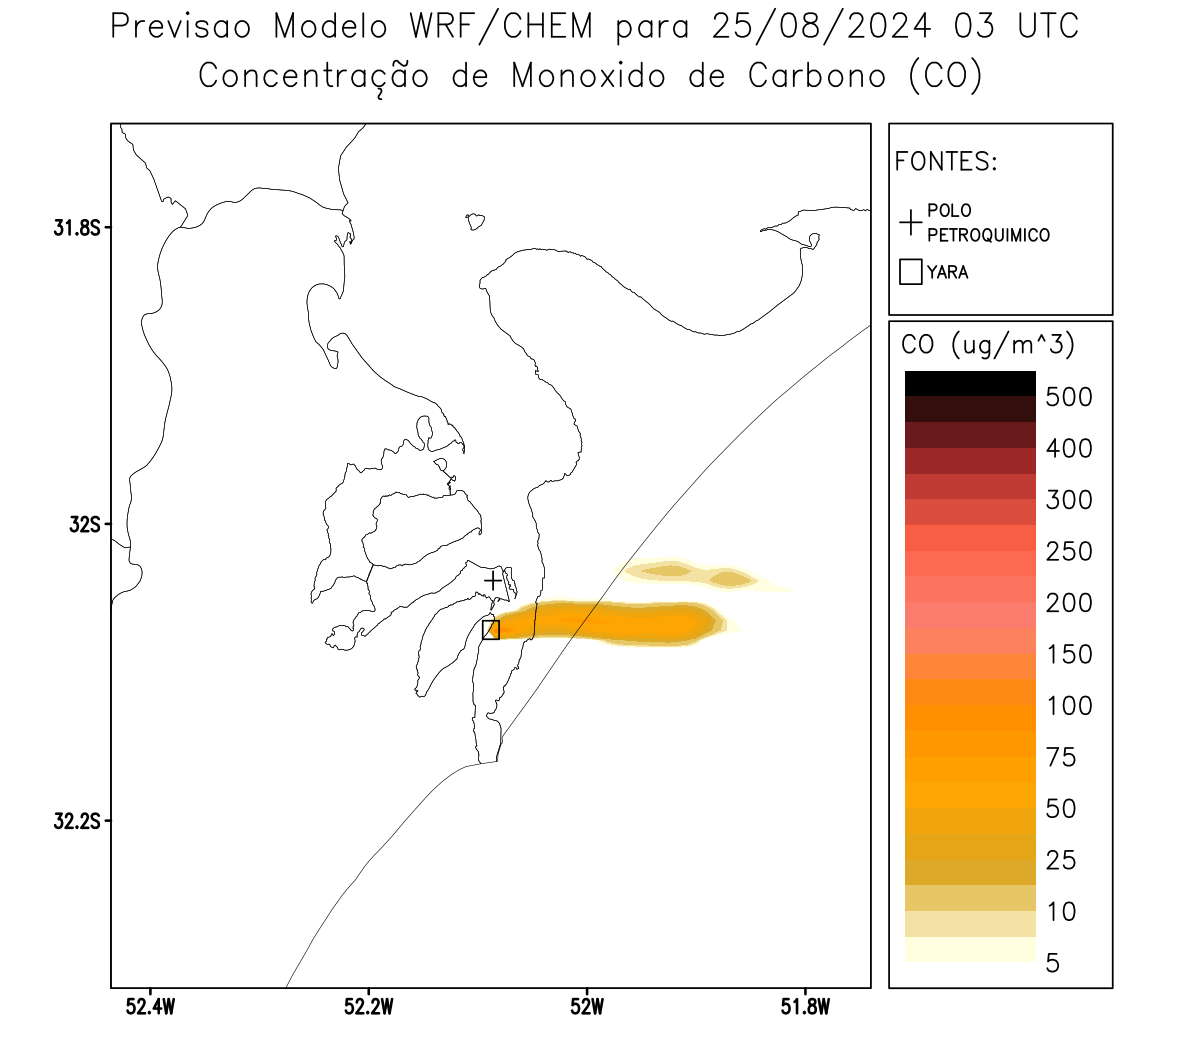 Previsao Modelo WRF/CHEM para 25/08/2024 03 UTC
Concentração de Monoxido de Carbono (CO)
FONTES:
POLO
PETROQUIMICO
YARA
CO (ug/m^3)
500
400
300
250
200
150
100
75
50
25
10
5
31.8S
32S
32.2S
52.4W
52.2W
52W
51.8W